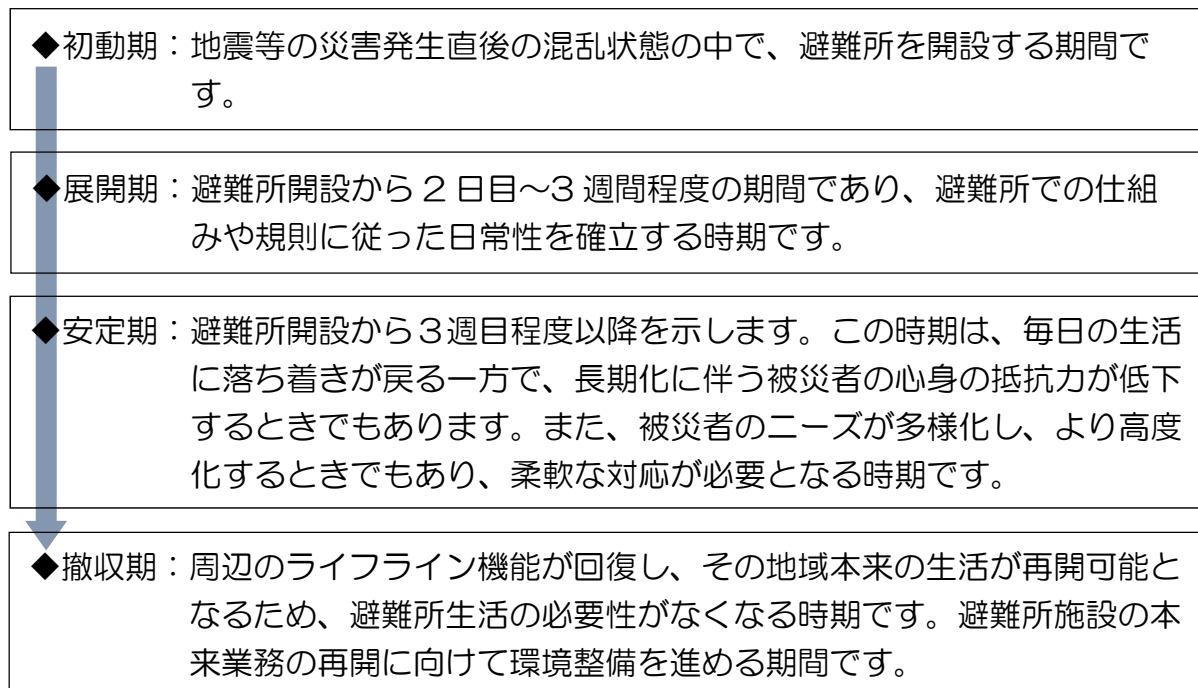 ◆初動期：地震等の災害発生直後の混乱状態の中で、避難所を開設する期間で
す。
◆展開期：避難所開設から２日目～３週間程度の期間であり、避難所での仕組
みや規則に従った日常性を確立する時期です。
◆安定期：避難所開設から３週目程度以降を示します。この時期は、毎日の生活
に落ち着きが戻る一方で、長期化に伴う被災者の心身の抵抗力が低下
するときでもあります。また、被災者のニーズが多様化し、より高度
化するときでもあり、柔軟な対応が必要となる時期です。
◆撤収期：周辺のライフライン機能が回復し、その地域本来の生活が再開可能と
なるため、避難所生活の必要性がなくなる時期です。避難所施設の本
来業務の再開に向けて環境整備を進める期間です。